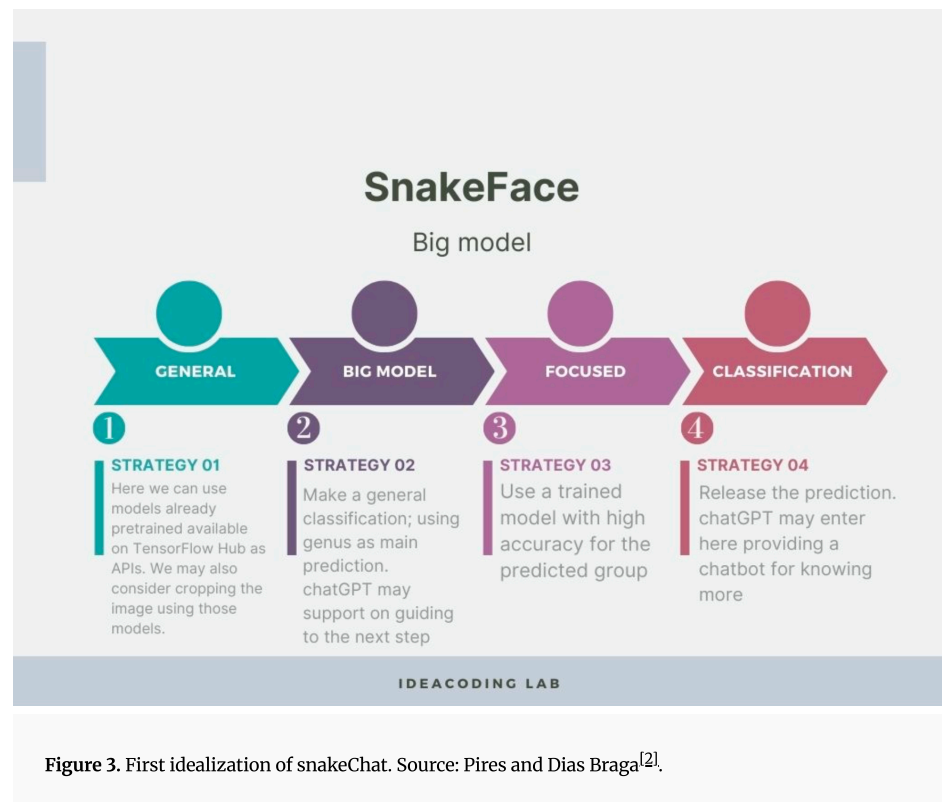 SnakeFace
Big model
GENERAL
BIG MODEL
FOCUSED
CLASSIFICATION
1
STRATEGY 01
Here we can use
models already
pretrained available
on TensorFlow Hub as
APIs. We may also
consider cropping the
image using those
models.
2
STRATEGY 02
Make a general
classification; using
genus as main
prediction.
chatGPT may
support on guiding
to the next step
3
STRATEGY 03
Use a trained
model with high
accuracy for the
predicted group
4
STRATEGY 04
Release the prediction.
chatGPT may enter
here providing a
chatbot for knowing
more
IDEACODING LAB
Figure 3. First idealization of snakeChat. Source: Pires and Dias Braga[2].